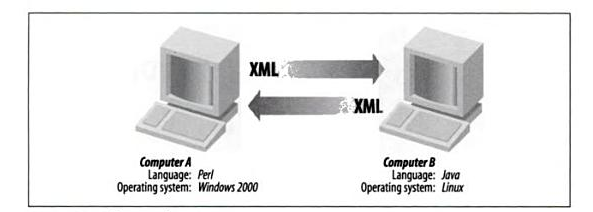 XML
XML
Computer A
Language: Perl
Operating system: Windows 2000
Computer B
Language: Java
Operating system: Linux